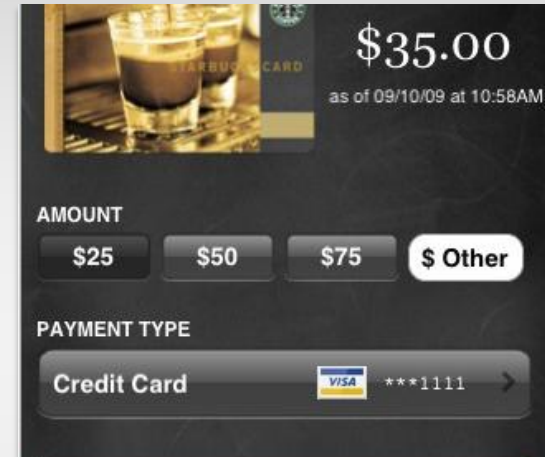 STARBUCKS CARD
$35.00
as of 09/10/09 at 10:58AM
AMOUNT
$25 $50 $75 $ Other
PAYMENT TYPE
Credit Card VISA ***1111